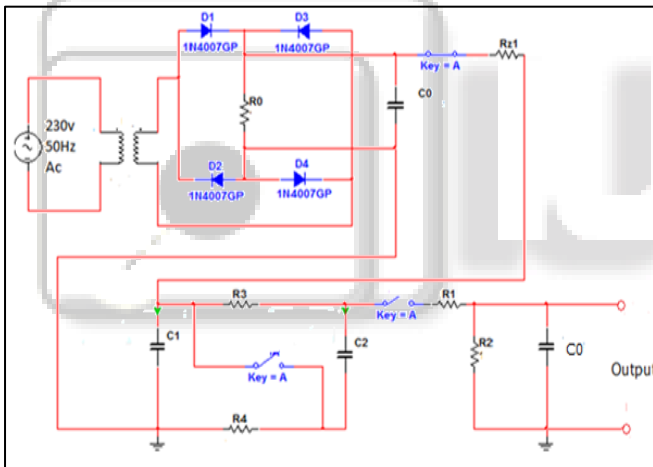 D1
D3
1N4007GP
1N4007GP
Key = A
Rz1
R0
C0
230v
50Hz
Ac
D2
D4
1N4007GP
1N4007GP
R3
Key = A
R1
C1
C2
R2
C0
Key = A
Output
R4